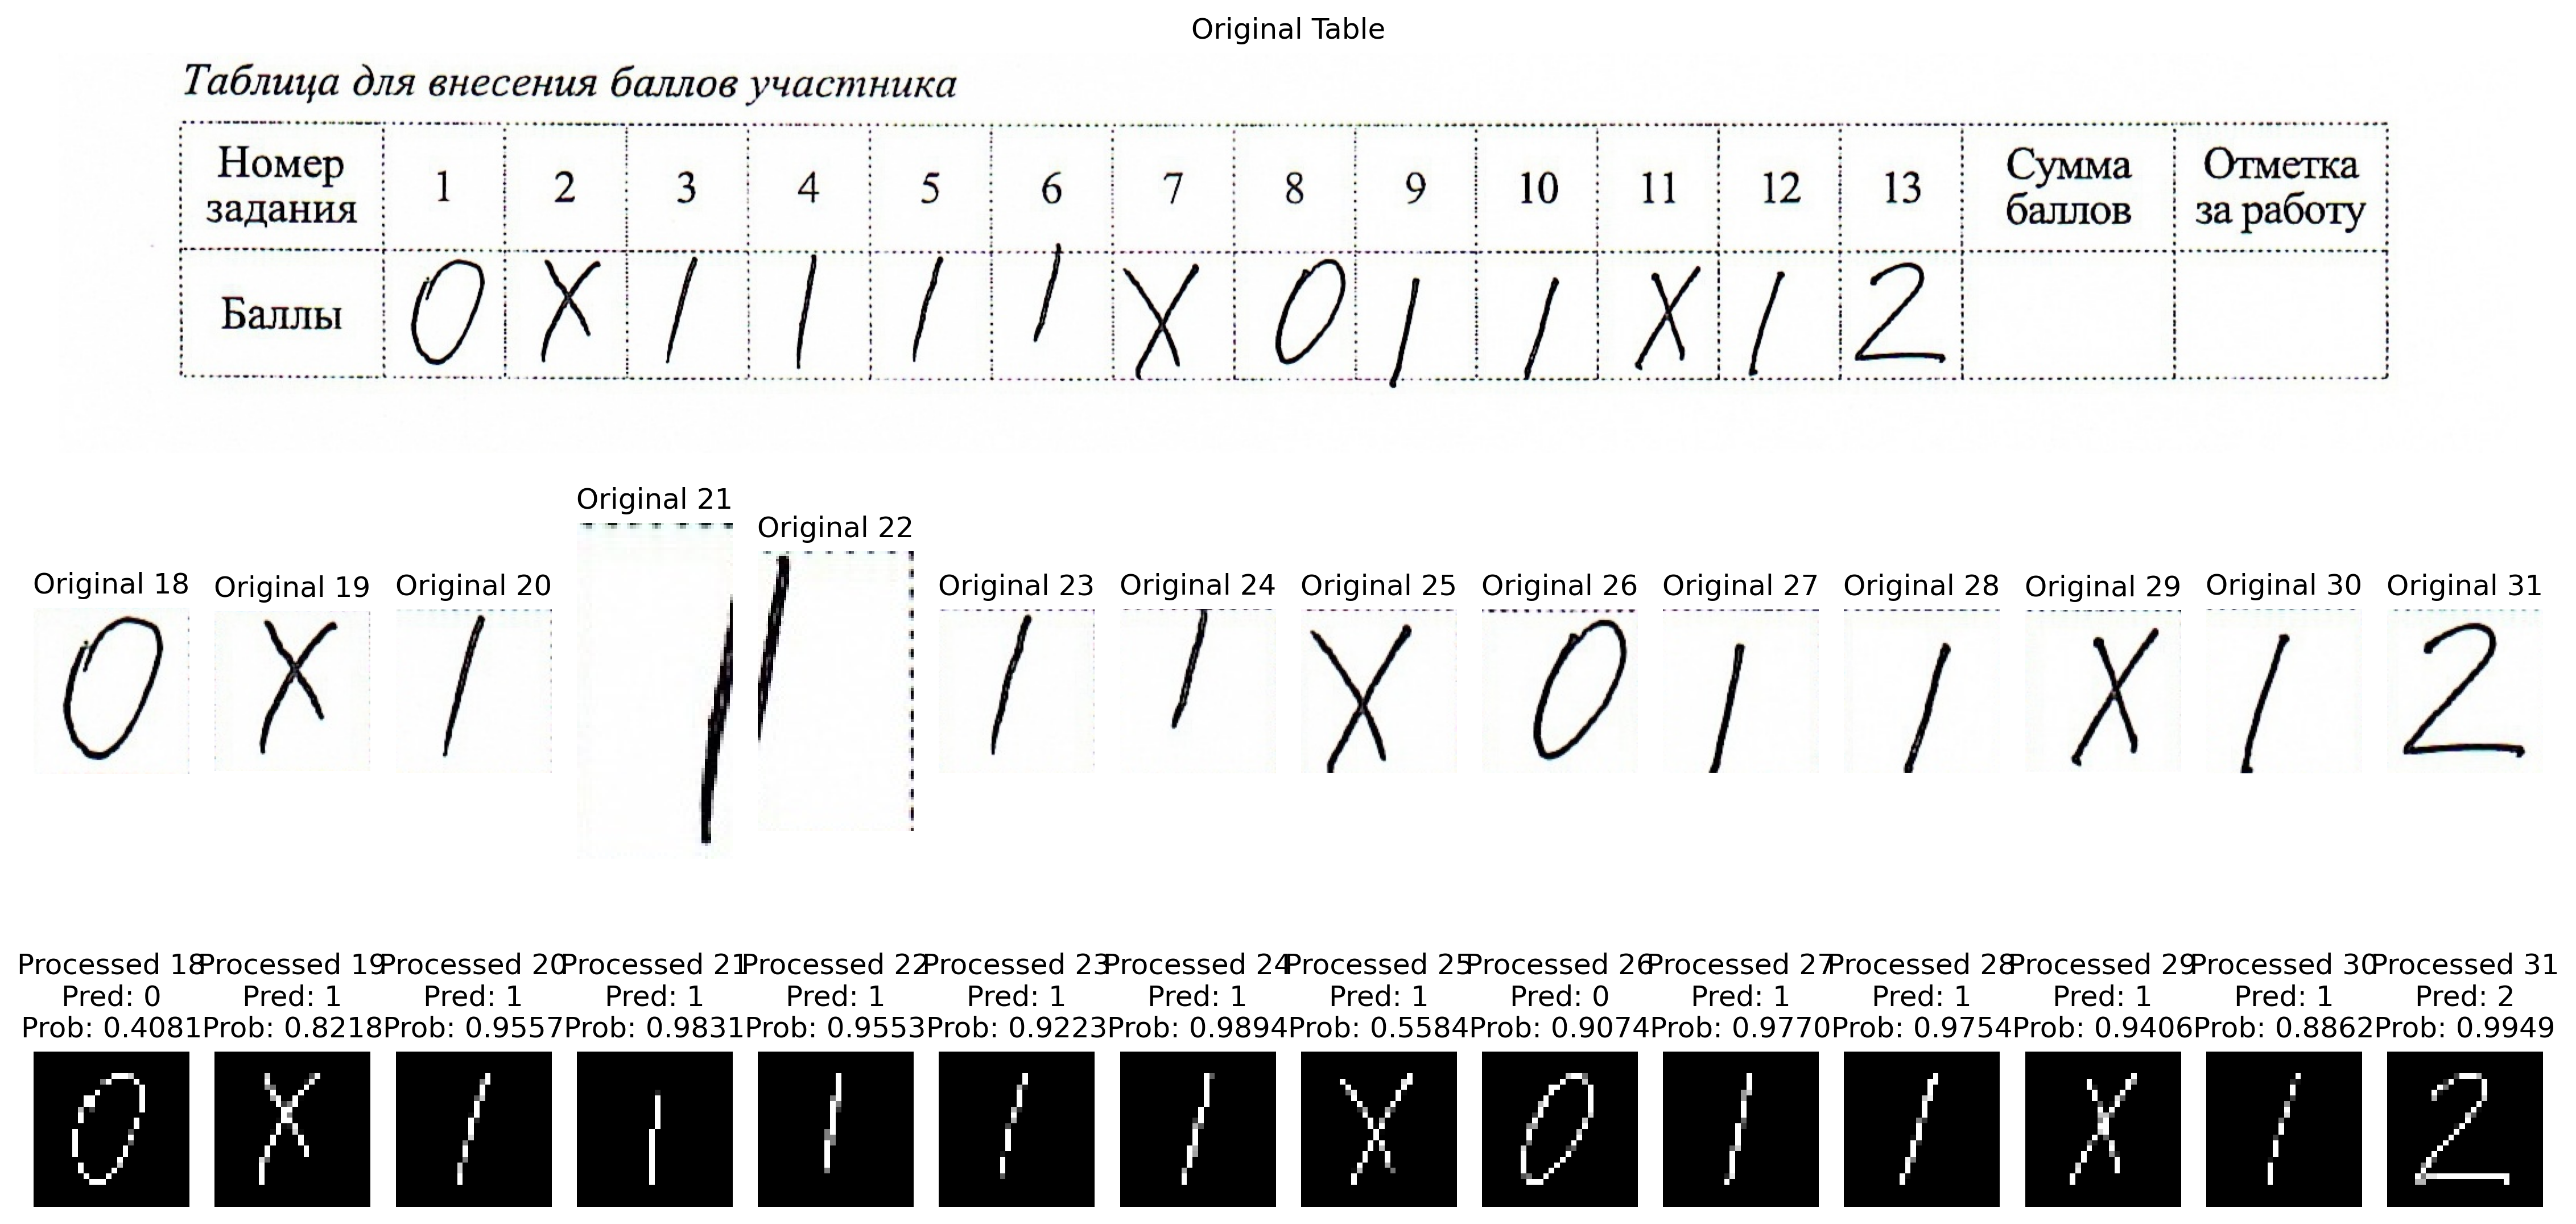 Original Table
Таблица для внесения баллов участника
Номер задания 1 2 3 4 5 6 7 8 9 10 11 12 13 Сумма баллов Отметка за работу
Баллы 0 X 1 1 1 1 X 0 1 1 X 1 2
Original 18 Original 19 Original 20 Original 21 Original 22 Original 23 Original 24 Original 25 Original 26 Original 27 Original 28 Original 29 Original 30 Original 31
0 X 1 1 1 X 0 1 1 X 1 2
Processed 18 Processed 19 Processed 20 Processed 21 Processed 22 Processed 23 Processed 24 Processed 25 Processed 26 Processed 27 Processed 28 Processed 29 Processed 30 Processed 31
Pred: 0 Pred: 1 Pred: 1 Pred: 1 Pred: 1 Pred: 1 Pred: 1 Pred: 1 Pred: 0 Pred: 1 Pred: 1 Pred: 1 Pred: 1 Pred: 2
Prob: 0.4081 Prob: 0.8218 Prob: 0.9557 Prob: 0.9831 Prob: 0.9553 Prob: 0.9223 Prob: 0.9894 Prob: 0.5584 Prob: 0.9074 Prob: 0.9770 Prob: 0.9754 Prob: 0.9406 Prob: 0.8862 Prob: 0.9949
0 X 1 1 1 1 1 X 0 1 1 X 1 2